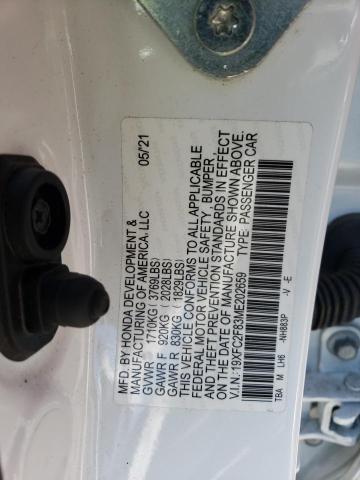 MFD. BY HONDA DEVELOPMENT & 05/'21
MANUFACTURING OF AMERICA, LLC
GVWR 1710KG(3769LBS)
GAWR F 920KG(2028LBS)
GAWR R 830KG(1829LBS)
THIS VEHICLE CONFORMS TO ALL APPLICABLE
FEDERAL MOTOR VEHICLE SAFETY, BUMPER,
AND THEFT PREVENTION STANDARDS IN EFFECT
ON THE DATE OF MANUFACTURE SHOWN ABOVE.
V.I.N.:19XFC2F83ME202659 TYPE: PASSENGER CAR
TBA M LH6 -NH883P -V -E